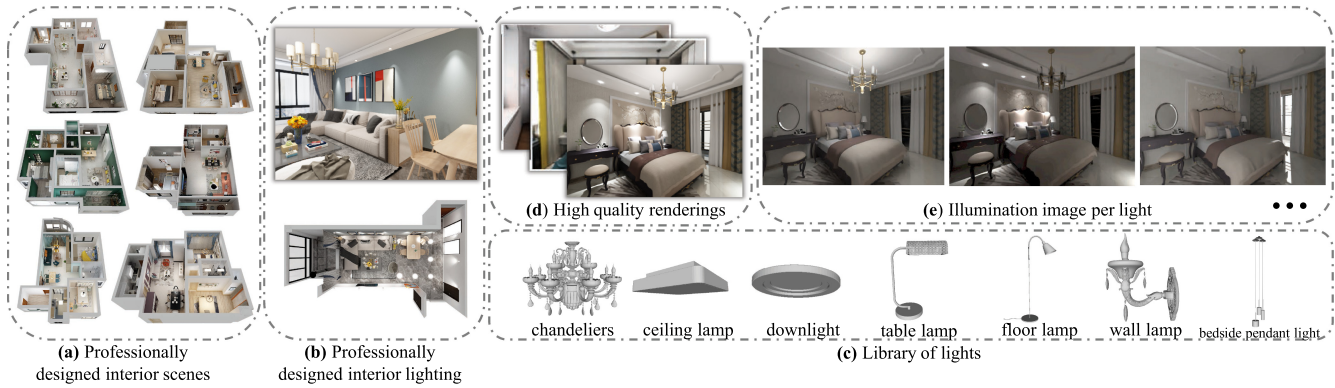 (a) Professionally
designed interior scenes
(b) Professionally
designed interior lighting
(d) High quality renderings
(e) Illumination image per light
•••
chandeliers
ceiling lamp
downlight
table lamp
floor lamp
wall lamp
bedside pendant light
(c) Library of lights